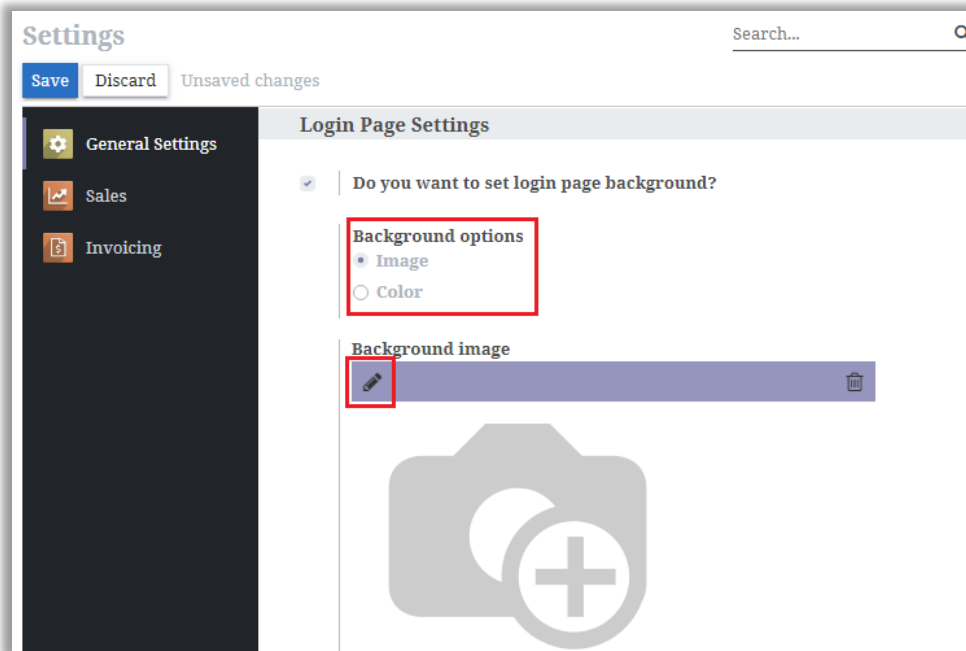 Settings
Search...
Save Discard Unsaved changes
General Settings
Sales
Invoicing
Login Page Settings
Do you want to set login page background?
Background options
Image
Color
Background image